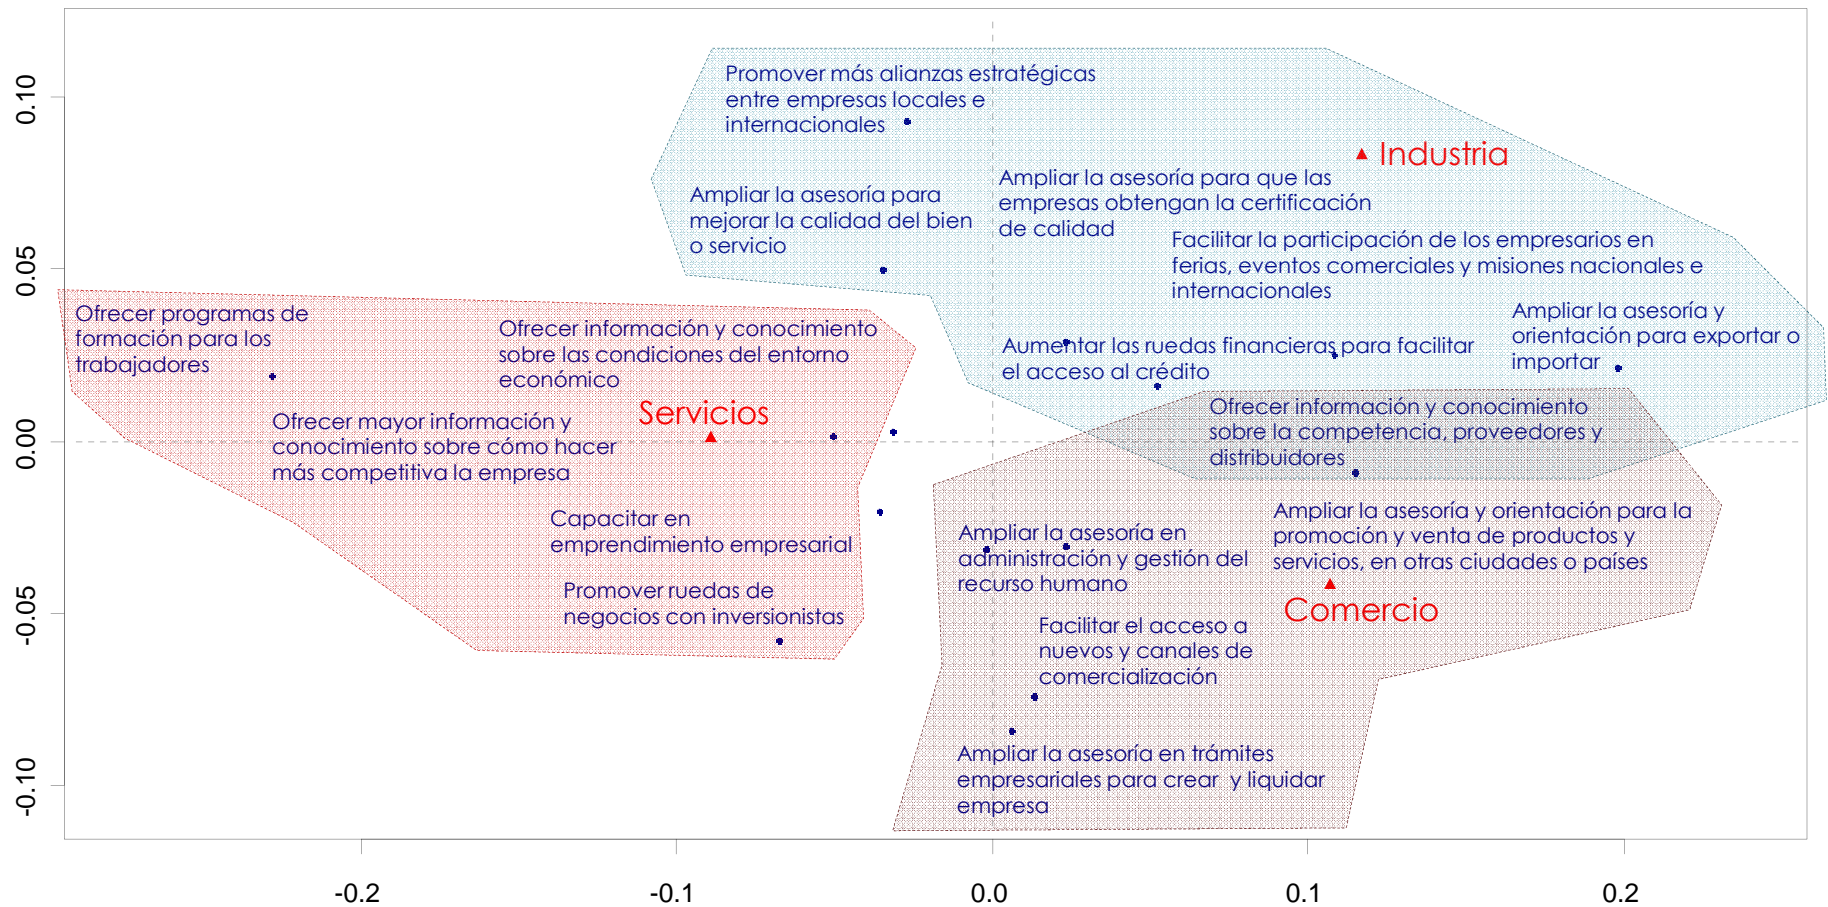 Promover más alianzas estratégicas
entre empresas locales e
internacionales
Industria
Ampliar la asesoría para
mejorar la calidad del bien
o servicio
Ampliar la asesoría para que las
empresas obtengan la certificación
de calidad
Facilitar la participación de los empresarios en
ferias, eventos comerciales y misiones nacionales e
internacionales
Ampliar la asesoría y
orientación para exportar o
importar
Aumentar las ruedas financieras para facilitar
el acceso al crédito
Ofrecer programas de
formación para los
trabajadores
Ofrecer información y conocimiento
sobre las condiciones del entorno
económico
Servicios
Ofrecer mayor información y
conocimiento sobre cómo hacer
más competitiva la empresa
Capacitar en
emprendimiento empresarial
Promover ruedas de
negocios con inversionistas
Ofrecer información y conocimiento
sobre la competencia, proveedores y
distribuidores
Ampliar la asesoría en
administración y gestión del
recurso humano
Ampliar la asesoría y orientación para la
promoción y venta de productos y
servicios, en otras ciudades o países
Comercio
Facilitar el acceso a
nuevos y canales de
comercialización
Ampliar la asesoría en trámites
empresariales para crear  y liquidar
empresa
0.10
0.05
0.00
-0.05
-0.10
-0.2
-0.1
0.0
0.1
0.2